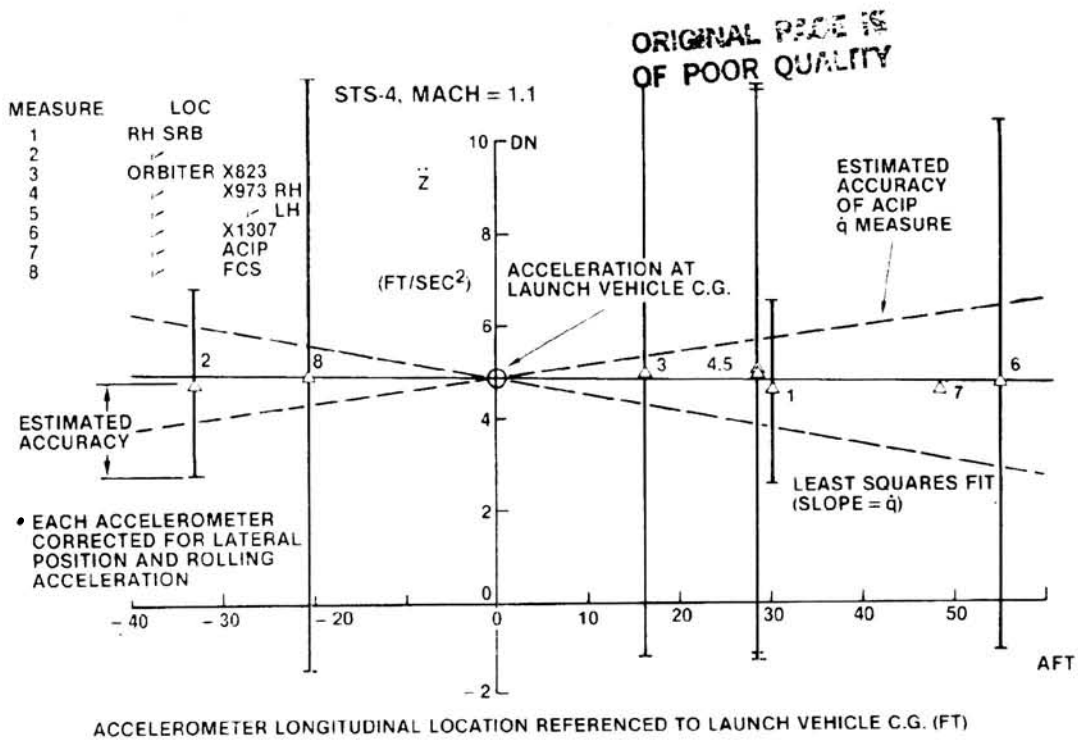 ORIGINAL PAGE IS
OF POOR QUALITY
STS-4, MACH = 1.1
MEASURE LOC
1 RH SRB
2
3 ORBITER X823
4 X973 RH
5 LH
6 X1307
7 ACIP
8 FCS
10 DN
Z̈
8
(FT/SEC²)
6
4
2
0
-2
ACCELERATION AT
LAUNCH VEHICLE C.G.
ESTIMATED
ACCURACY
OF ACIP
q̇ MEASURE
2
8
3
4.5
1
7
6
ESTIMATED
ACCURACY
LEAST SQUARES FIT
(SLOPE = q̇)
• EACH ACCELEROMETER
CORRECTED FOR LATERAL
POSITION AND ROLLING
ACCELERATION
-40 -30 -20 0 10 20 30 40 50
AFT
ACCELEROMETER LONGITUDINAL LOCATION REFERENCED TO LAUNCH VEHICLE C.G. (FT)